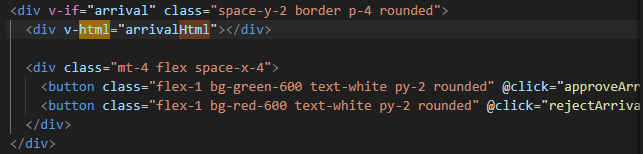 <div v-if="arrival" class="space-y-2 border p-4 rounded">
<div v-html="arrivalHtml"></div>
<div class="mt-4 flex space-x-4">
<button class="flex-1 bg-green-600 text-white py-2 rounded" @click="approveArr
<button class="flex-1 bg-red-600 text-white py-2 rounded" @click="rejectArriva
</div>
</div>